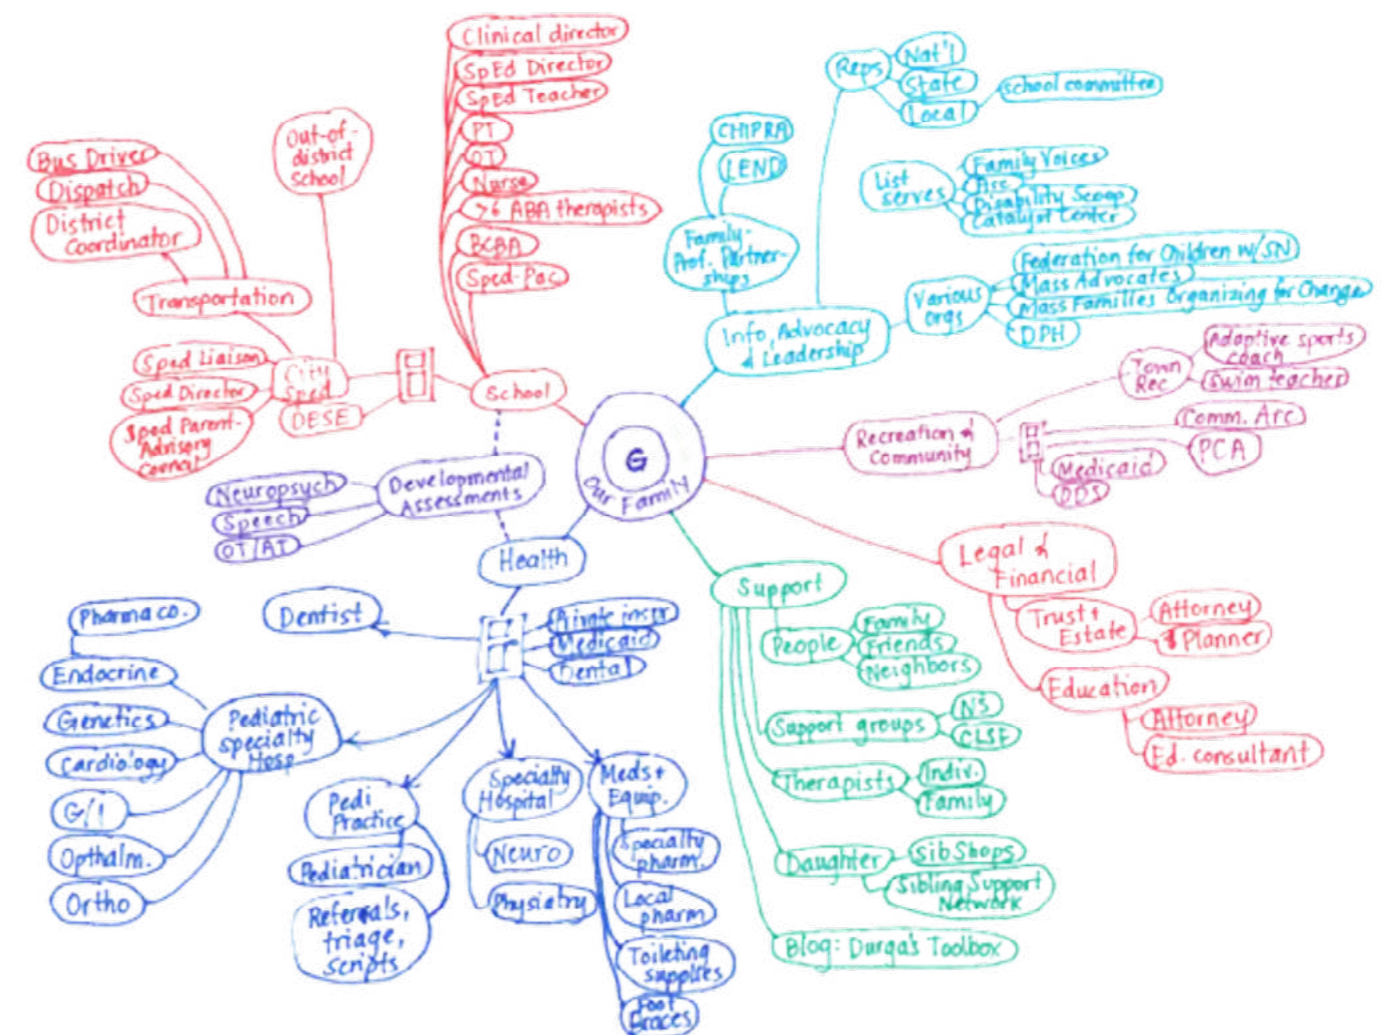 Clinical director
SpEd Director
SpEd Teacher
PT
OT
Nurse
>6 ABA therapists
BCBA
Sped-Pac
Out-of-
district
School
Bus Driver
Dispatch
District
Coordinator
Transportation
Sped Liaison
Sped Director
Sped Parent-
Advisory
Council
City
Sped
DESE
School
Reps
Nat'l
State
Local
school committee
CHIPRA
LEND
Family-
Prof. Partner-
ships
List
serves
Family Voices
Arc
Disability Scoop
Catalyst Center
Info, Advocacy
& Leadership
Various
orgs
Federation for Children w/SN
Mass Advocates
Mass Families Organizing for Change
DPH
Town
Rec
Adaptive sports
coach
Swim teacher
Recreation &
Community
Comm. Arc
PCA
Medicaid
DDS
G
Our Family
Developmental
Assessments
Neuropsych
Speech
OT/AT
Health
Private insr
Medicaid
Dental
Dentist
Pharmaco.
Endocrine
Genetics
Cardiology
G/I
Opthalm.
Ortho
Pediatric
specialty
Hosp
Pedi
Practice
Pediatrician
Referrals,
triage,
scripts
Specialty
Hospital
Neuro
Physiatry
Meds +
Equip.
Specialty
pharm.
Local
pharm
Toileting
supplies
Foot
Braces
Support
People
Family
Friends
Neighbors
Support groups
NS
CLSF
Therapists
Indiv.
Family
Daughter
SibShops
Sibling Support
Network
Blog: Durga's Toolbox
Legal &
Financial
Trust +
Estate
Attorney
$ Planner
Education
Attorney
Ed. consultant